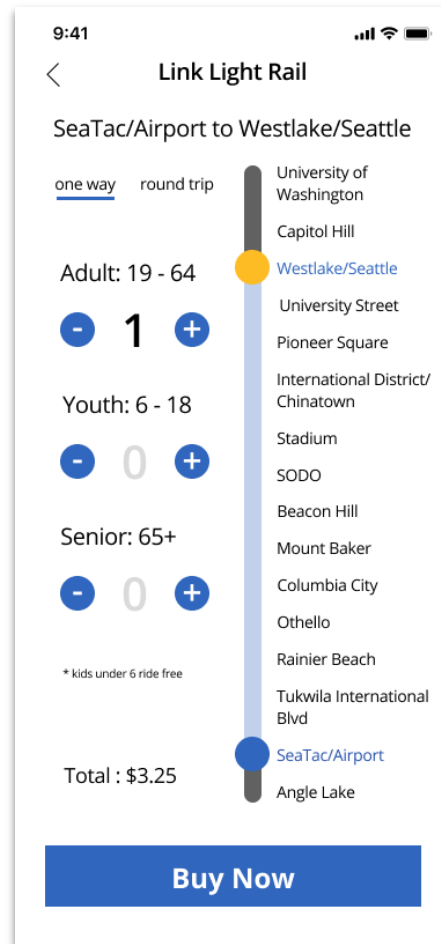 9:41
Link Light Rail
SeaTac/Airport to Westlake/Seattle
one way round trip
Adult: 19 - 64
- 1 +
Youth: 6 - 18
- 0 +
Senior: 65+
- 0 +
* kids under 6 ride free
Total : $3.25
University of
Washington
Capitol Hill
Westlake/Seattle
University Street
Pioneer Square
International District/
Chinatown
Stadium
SODO
Beacon Hill
Mount Baker
Columbia City
Othello
Rainier Beach
Tukwila International
Blvd
SeaTac/Airport
Angle Lake
Buy Now